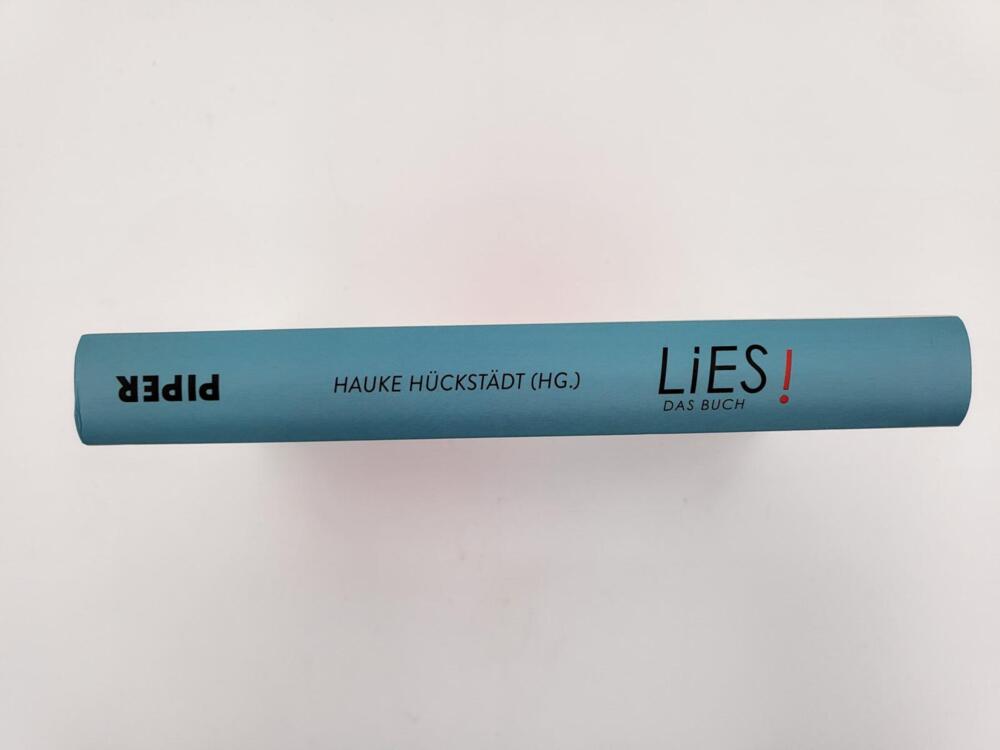 PIPER
HAUKE HÜCKSTÄDT (HG.)
LiES!
DAS BUCH